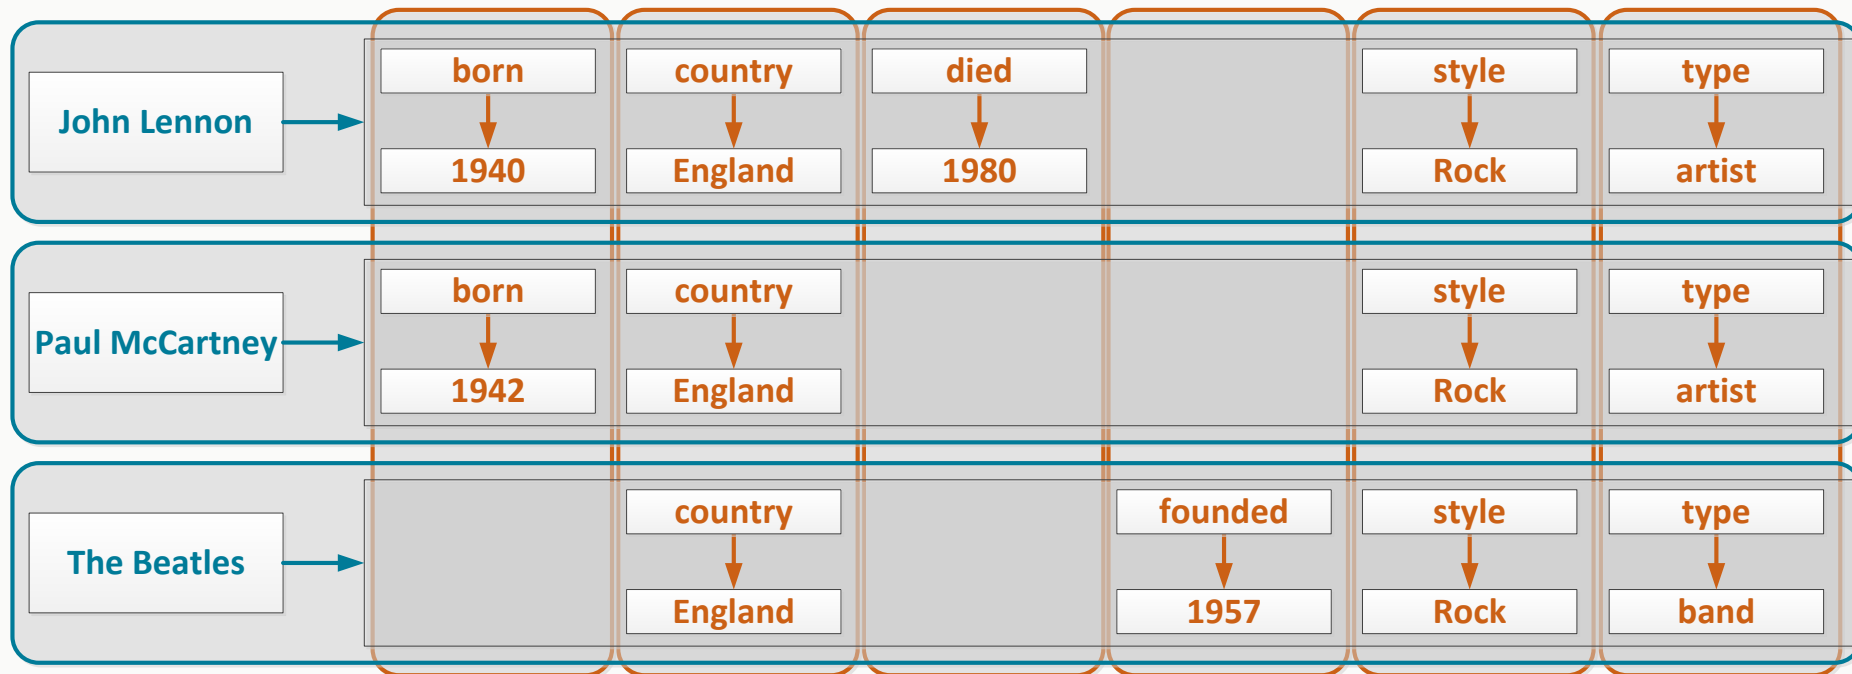 born country died style type
John Lennon
1940 England 1980 Rock artist
born country style type
Paul McCartney
1942 England Rock artist
country founded style type
The Beatles
England 1957 Rock band